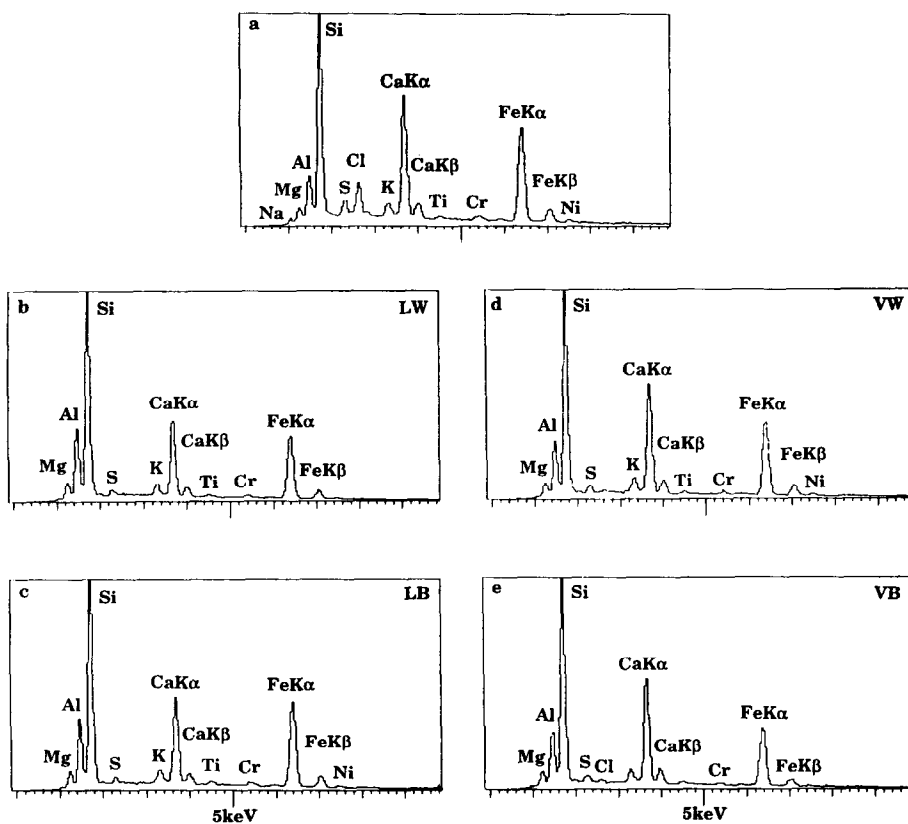 a
Si
CaKα
FeKα
Al
Cl
CaKβ
Mg
S
K
FeKβ
Na
Ti
Cr
Ni
b
Si
LW
CaKα
Al
FeKα
CaKβ
Mg
S
K
FeKβ
Ti
Cr
d
Si
VW
CaKα
FeKα
Al
CaKβ
Mg
S
K
FeKβ
Ti
Cr
Ni
c
Si
LB
CaKα
FeKα
Al
CaKβ
Mg
S
K
FeKβ
Ti
Cr
Ni
5keV
e
Si
VB
CaKα
Al
FeKα
CaKβ
Mg
S Cl
Cr
FeKβ
5keV